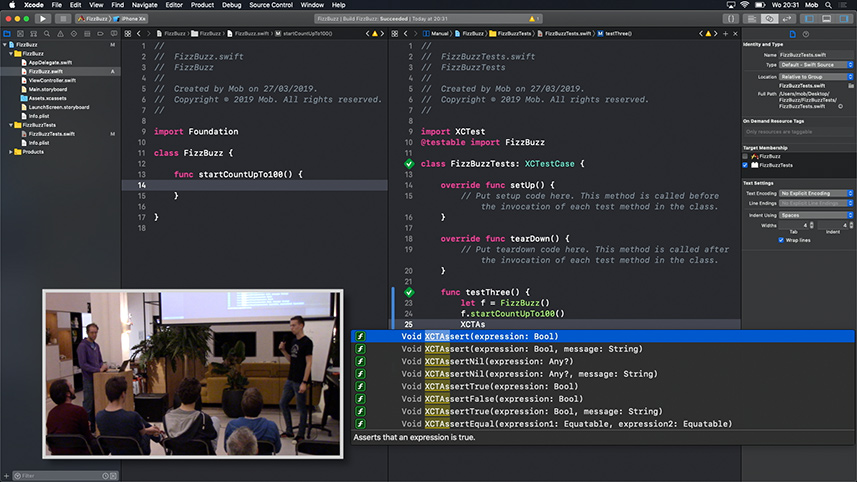 Xcode File Edit View Find Navigate Editor Product Debug Source Control Window Help Wo 20:31 Mob
FizzBuzz iPhone Xʀ
FizzBuzz | Build FizzBuzz: Succeeded | Today at 20:31
FizzBuzz FizzBuzz FizzBuzz.swift startCountUpTo100()
Manual FizzBuzz FizzBuzzTests FizzBuzzTests.swift testThree()
FizzBuzz M
FizzBuzz
AppDelegate.swift
FizzBuzz.swift A
ViewController.swift
Main.storyboard
Assets.xcassets
LaunchScreen.storyboard
Info.plist
FizzBuzzTests
FizzBuzzTests.swift M
Info.plist
Products
Filter
1 //
2 // FizzBuzz.swift
3 // FizzBuzz
4 //
5 // Created by Mob on 27/03/2019.
6 // Copyright © 2019 Mob. All rights reserved.
7 //
8
9 import Foundation
10
11 class FizzBuzz {
12
13 func startCountUpTo100() {
14
15 }
16
17 }
18
1 //
2 // FizzBuzzTests.swift
3 // FizzBuzzTests
4 //
5 // Created by Mob on 27/03/2019.
6 // Copyright © 2019 Mob. All rights reserved.
7 //
8
9 import XCTest
10 @testable import FizzBuzz
11
class FizzBuzzTests: XCTestCase {
13
14 override func setUp() {
15 // Put setup code here. This method is called before
the invocation of each test method in the class.
16 }
17
18 override func tearDown() {
19 // Put teardown code here. This method is called after
the invocation of each test method in the class.
20 }
21
func testThree() {
23 let f = FizzBuzz()
24 f.startCountUpTo100()
25 XCTAs
Void XCTAssert(expression: Bool)
Void XCTAssert(expression: Bool, message: String)
Void XCTAssertNil(expression: Any?)
Void XCTAssertNil(expression: Any?, message: String)
Void XCTAssertTrue(expression: Bool)
Void XCTAssertFalse(expression: Bool)
Void XCTAssertTrue(expression: Bool, message: String)
Void XCTAssertEqual(expression1: Equatable, expression2: Equatable)
Asserts that an expression is true.
Identity and Type
Name FizzBuzzTests.swift
Type Default - Swift Source
Location Relative to Group
FizzBuzzTests.swift
Full Path /Users/mob/Desktop/
FizzBuzz/FizzBuzzTests/
FizzBuzzTests.swift
On Demand Resource Tags
Only resources are taggable
Target Membership
FizzBuzz
FizzBuzzTests
Text Settings
Text Encoding No Explicit Encoding
Line Endings No Explicit Line Endings
Indent Using Spaces
Widths 4 4
Tab Indent
Wrap lines